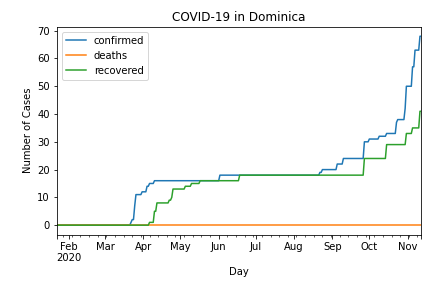 COVID-19 in Dominica
confirmed
deaths
recovered
Number of Cases
70
60
50
40
30
20
10
0
Feb Mar Apr May Jun Jul Aug Sep Oct Nov
2020
Day